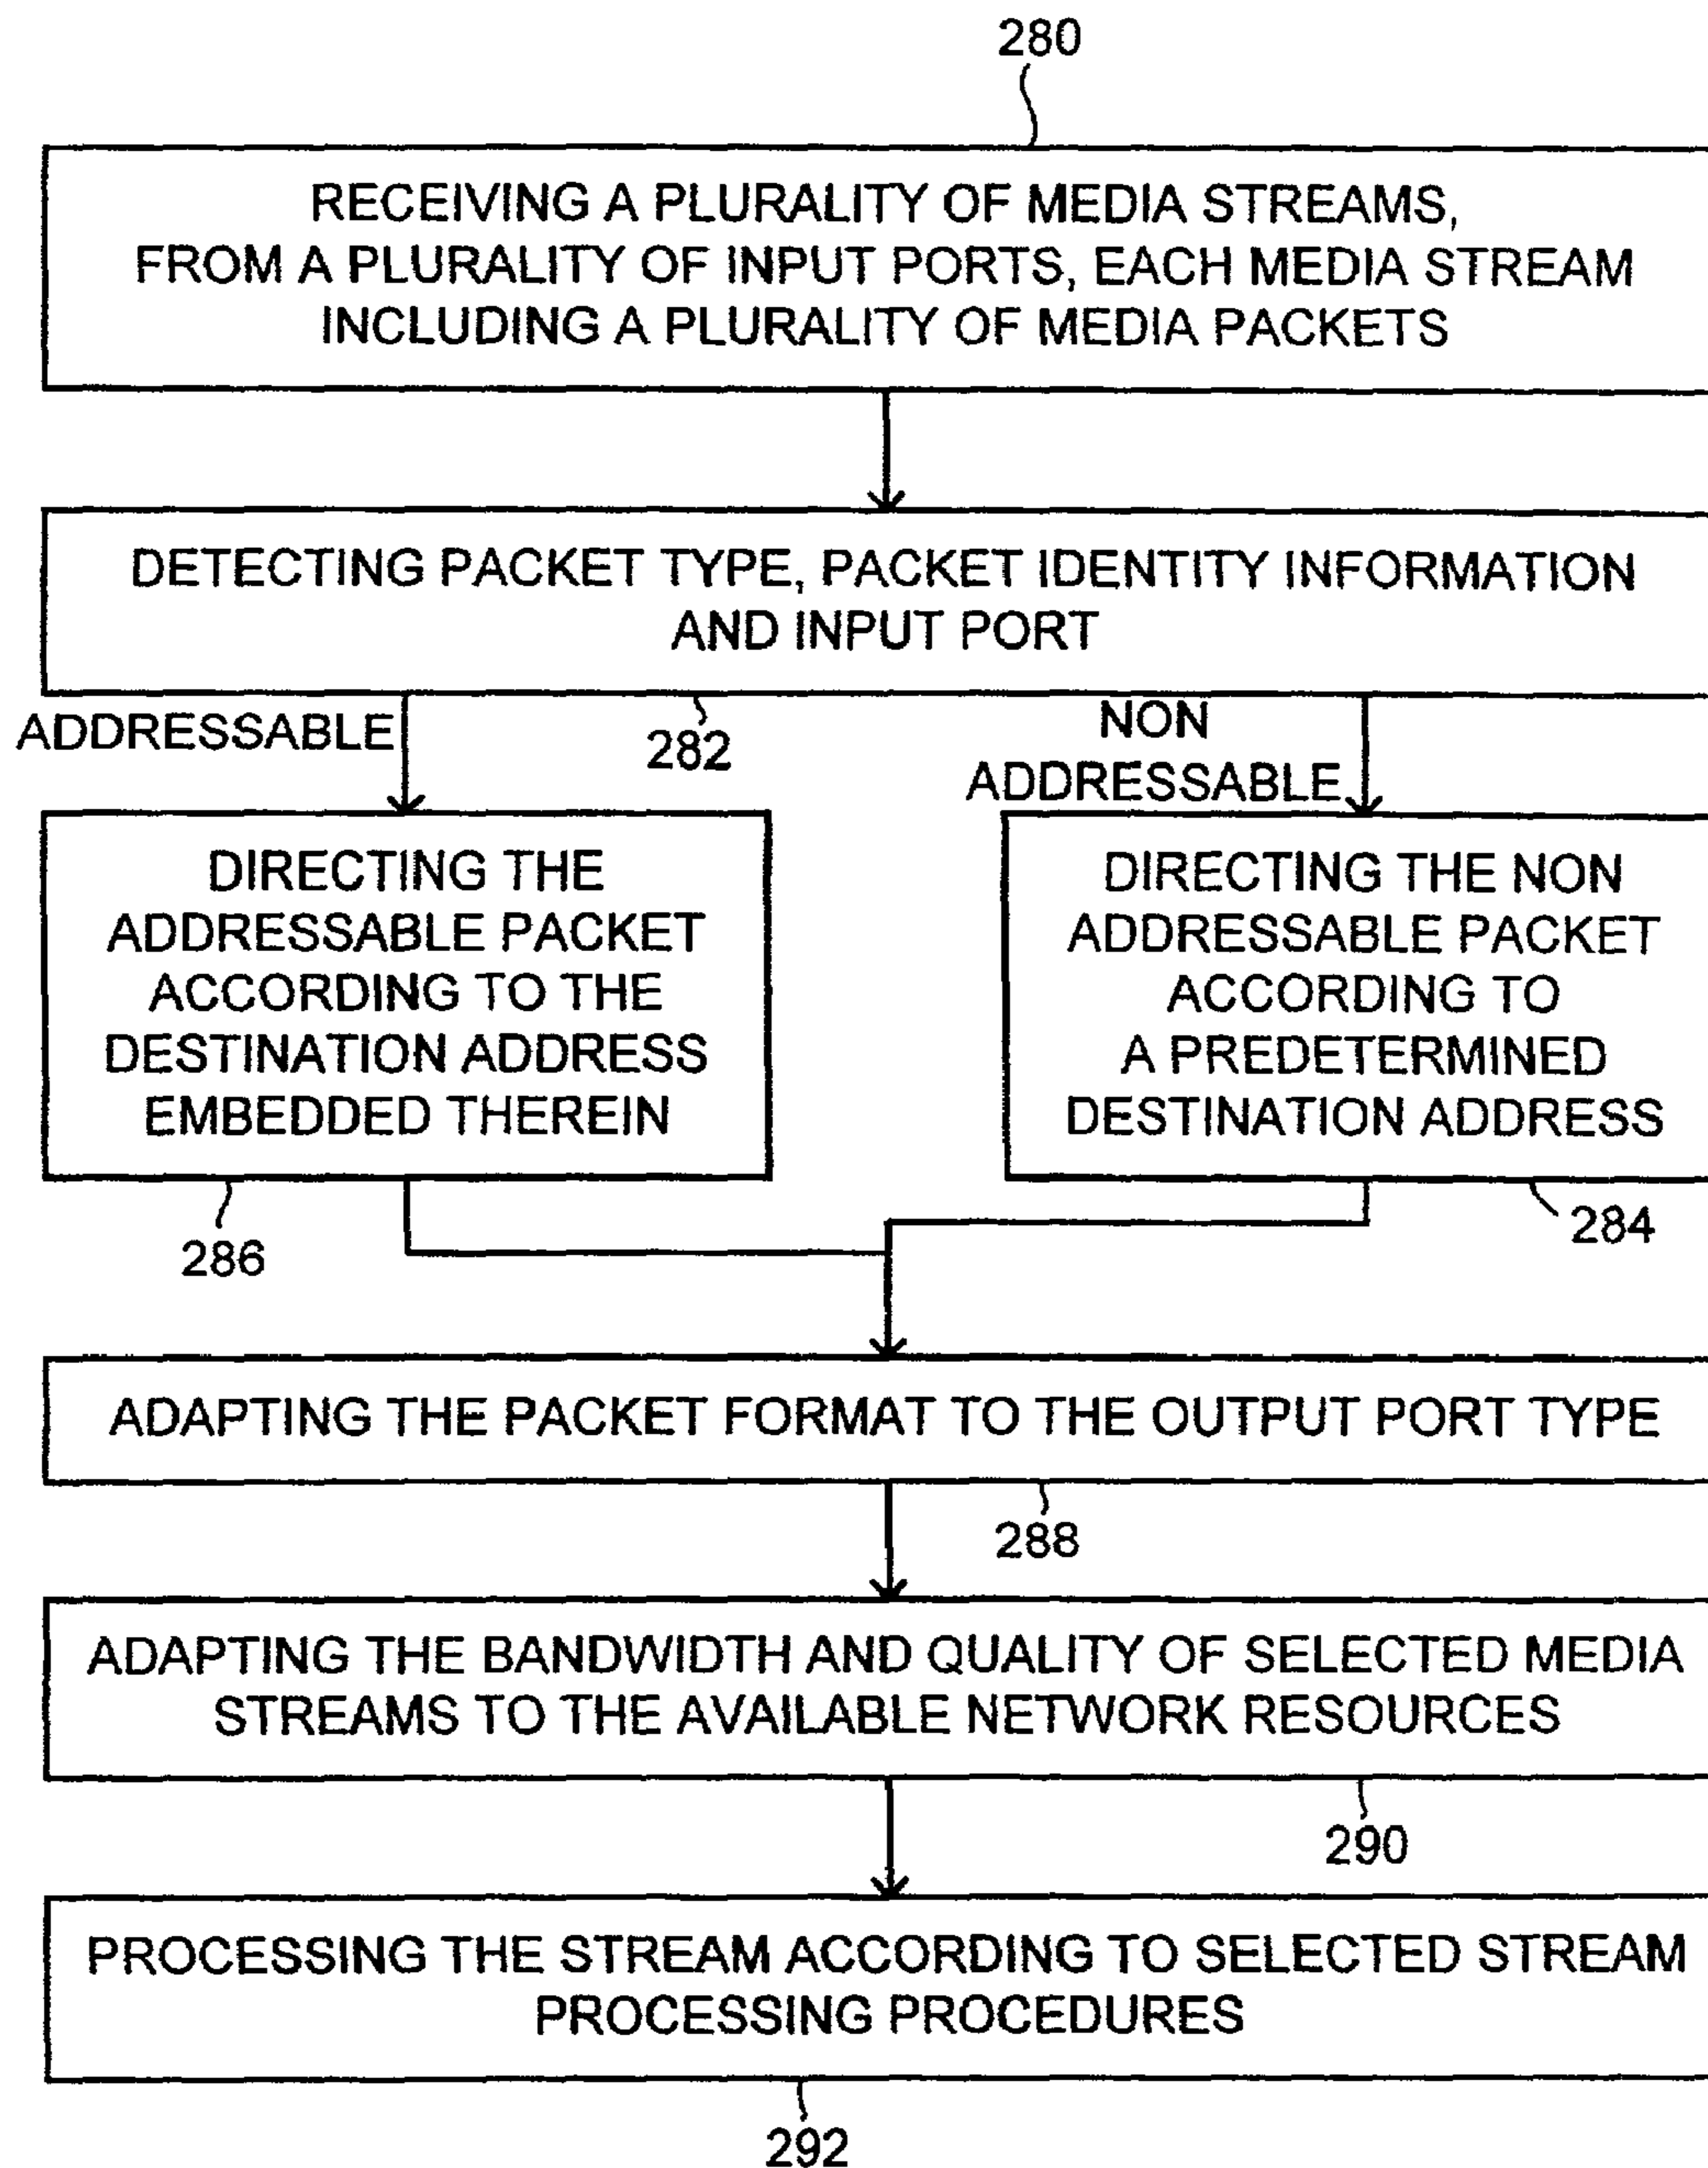 280
RECEIVING A PLURALITY OF MEDIA STREAMS,
FROM A PLURALITY OF INPUT PORTS, EACH MEDIA STREAM
INCLUDING A PLURALITY OF MEDIA PACKETS
DETECTING PACKET TYPE, PACKET IDENTITY INFORMATION
AND INPUT PORT
ADDRESSABLE
282
NON
ADDRESSABLE
DIRECTING THE
ADDRESSABLE PACKET
ACCORDING TO THE
DESTINATION ADDRESS
EMBEDDED THEREIN
286
DIRECTING THE NON
ADDRESSABLE PACKET
ACCORDING TO
A PREDETERMINED
DESTINATION ADDRESS
284
ADAPTING THE PACKET FORMAT TO THE OUTPUT PORT TYPE
288
ADAPTING THE BANDWIDTH AND QUALITY OF SELECTED MEDIA
STREAMS TO THE AVAILABLE NETWORK RESOURCES
290
PROCESSING THE STREAM ACCORDING TO SELECTED STREAM
PROCESSING PROCEDURES
292